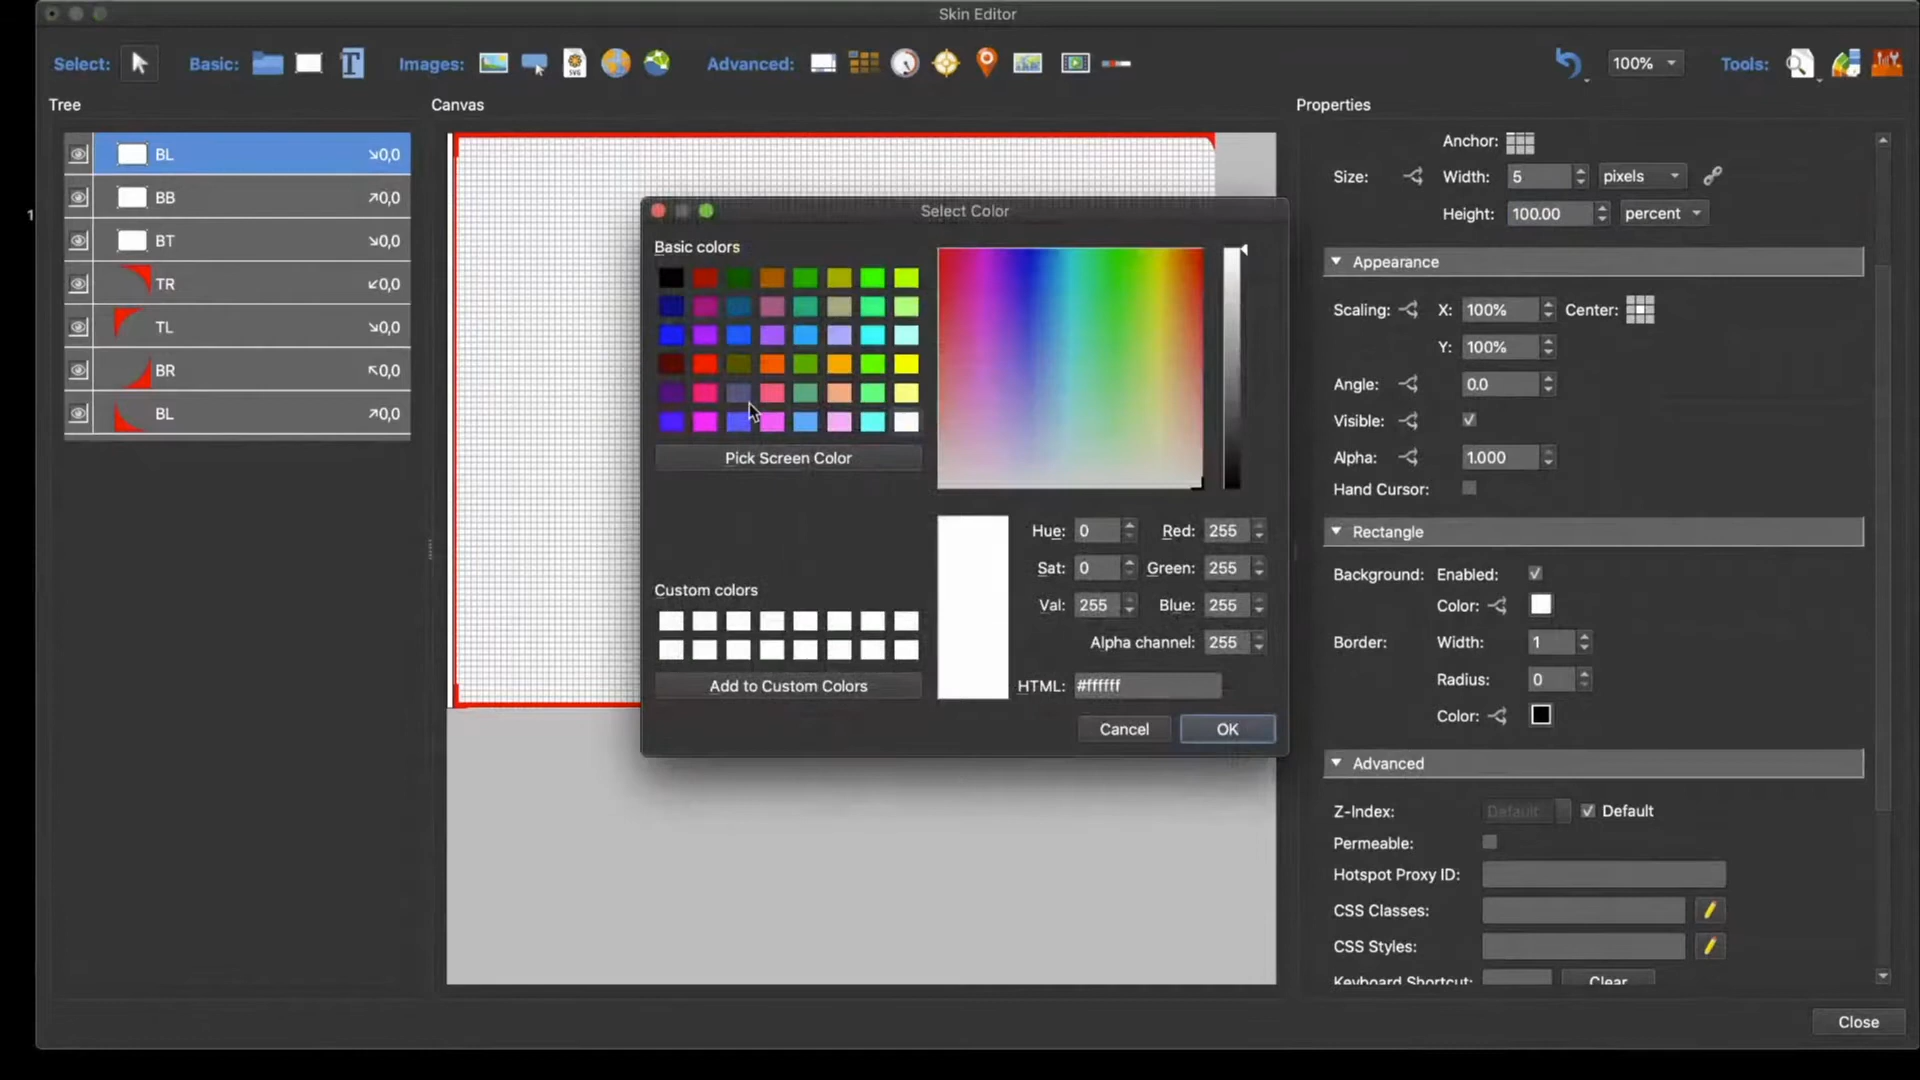 Skin Editor
Select: Basic: T Images: SVG Advanced: 100% Tools:
Tree
Canvas
Properties
BL 0,0
BB 0,0
BT 0,0
TR 0,0
TL 0,0
BR 0,0
BL 0,0
1
Select Color
Basic colors
Pick Screen Color
Custom colors
Add to Custom Colors
Hue: 0 Red: 255
Sat: 0 Green: 255
Val: 255 Blue: 255
Alpha channel: 255
HTML: #ffffff
Cancel OK
Anchor:
Size: Width: 5 pixels
Height: 100.00 percent
Appearance
Scaling: X: 100% Center:
Y: 100%
Angle: 0.0
Visible:
Alpha: 1.000
Hand Cursor:
Rectangle
Background: Enabled:
Color:
Border: Width: 1
Radius: 0
Color:
Advanced
Z-Index: Default Default
Permeable:
Hotspot Proxy ID:
CSS Classes:
CSS Styles:
Keyboard Shortcut: Clear
Close